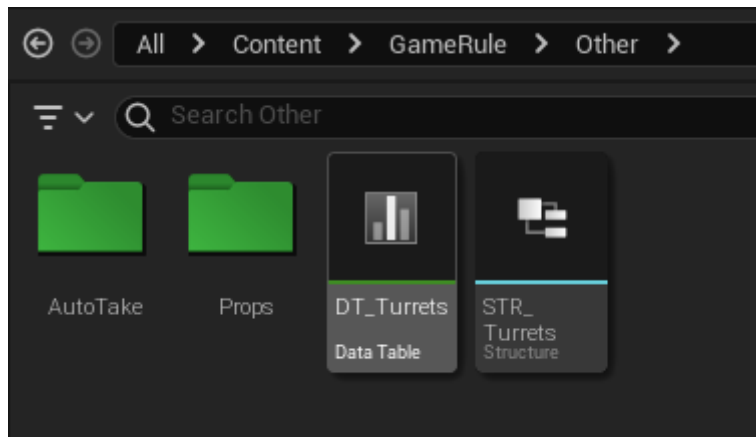 All > Content > GameRule > Other >
Search Other
AutoTake
Props
DT_Turrets
Data Table
STR_
Turrets
Structure